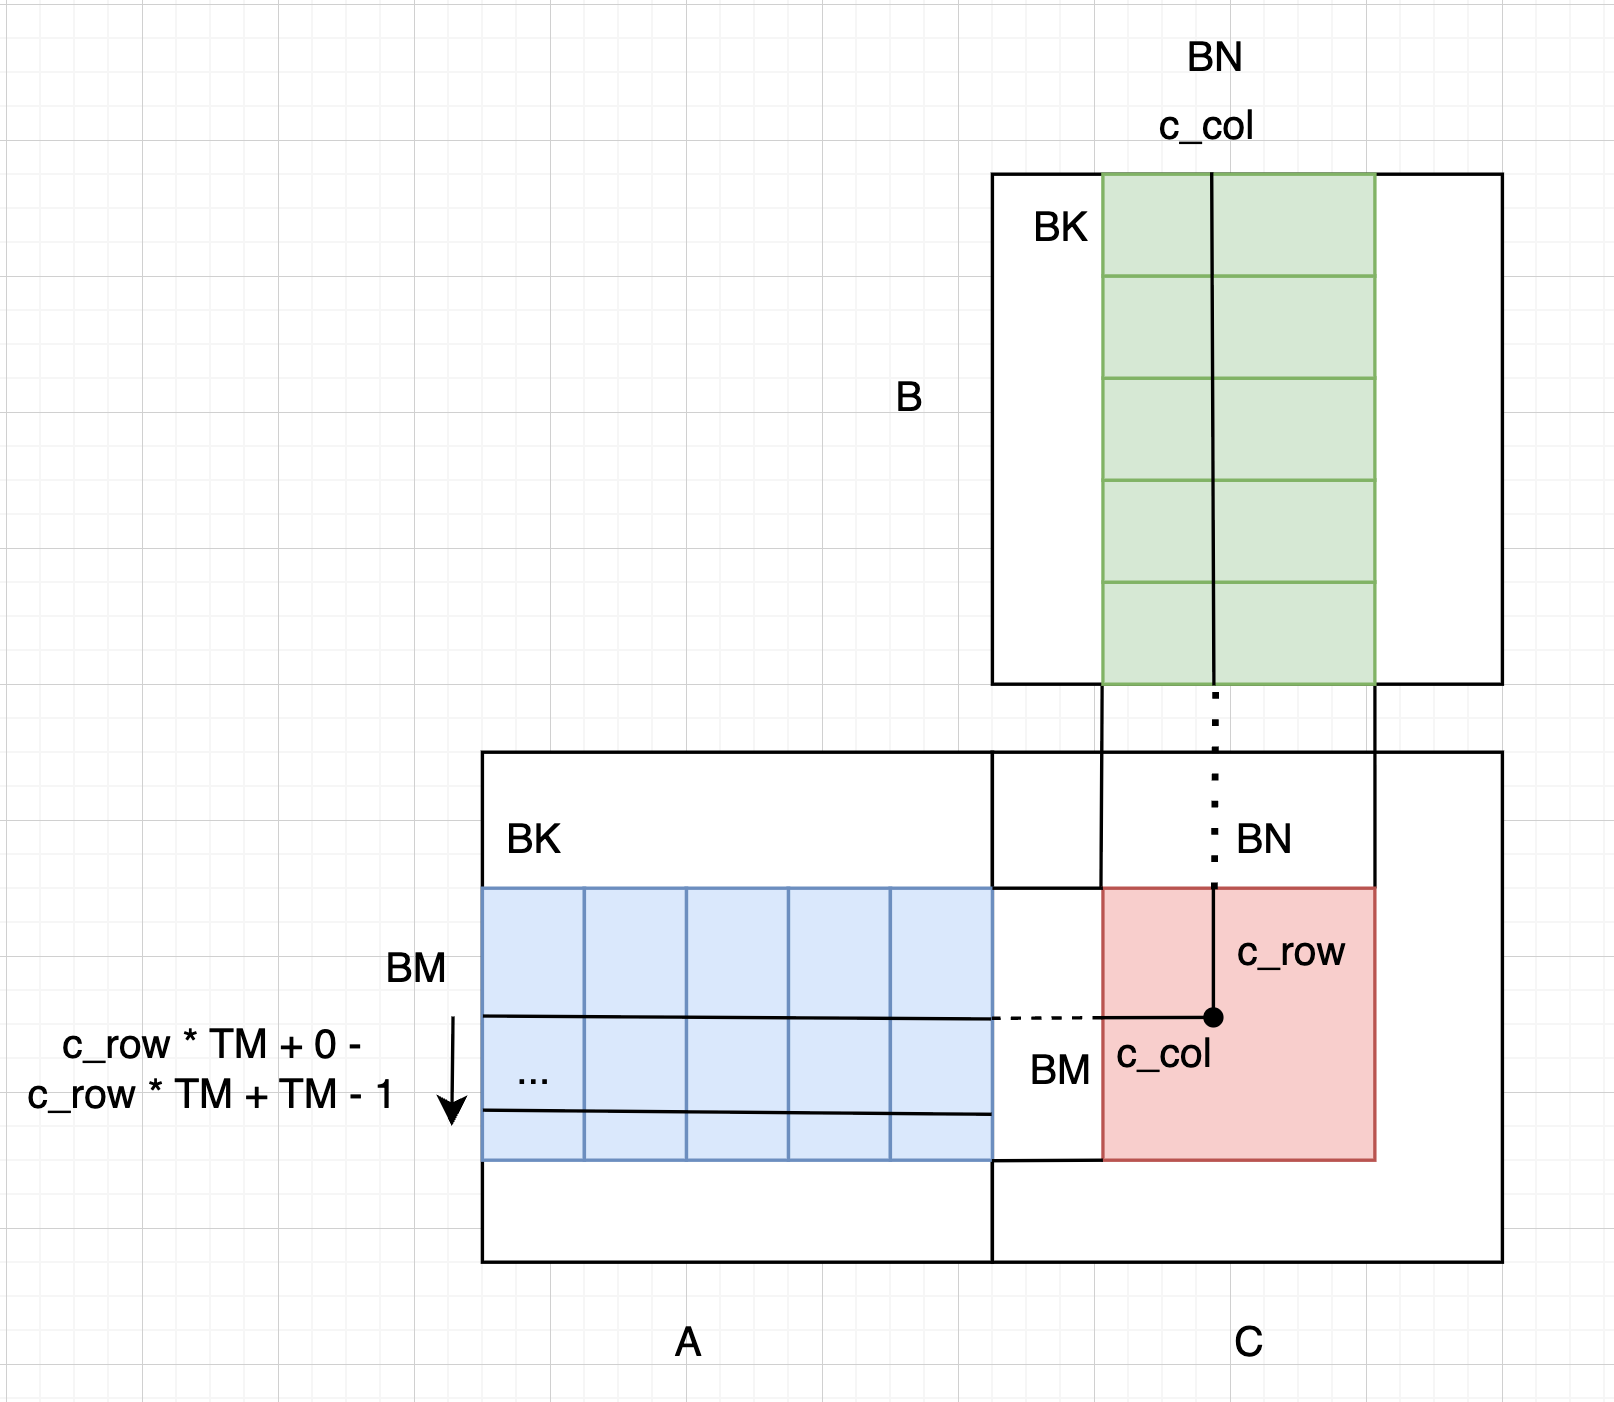 BN
c_col
BK
B
BK
BN
BM
c_row
c_row * TM + 0 -
c_row * TM + TM - 1
...
BM
c_col
A
C